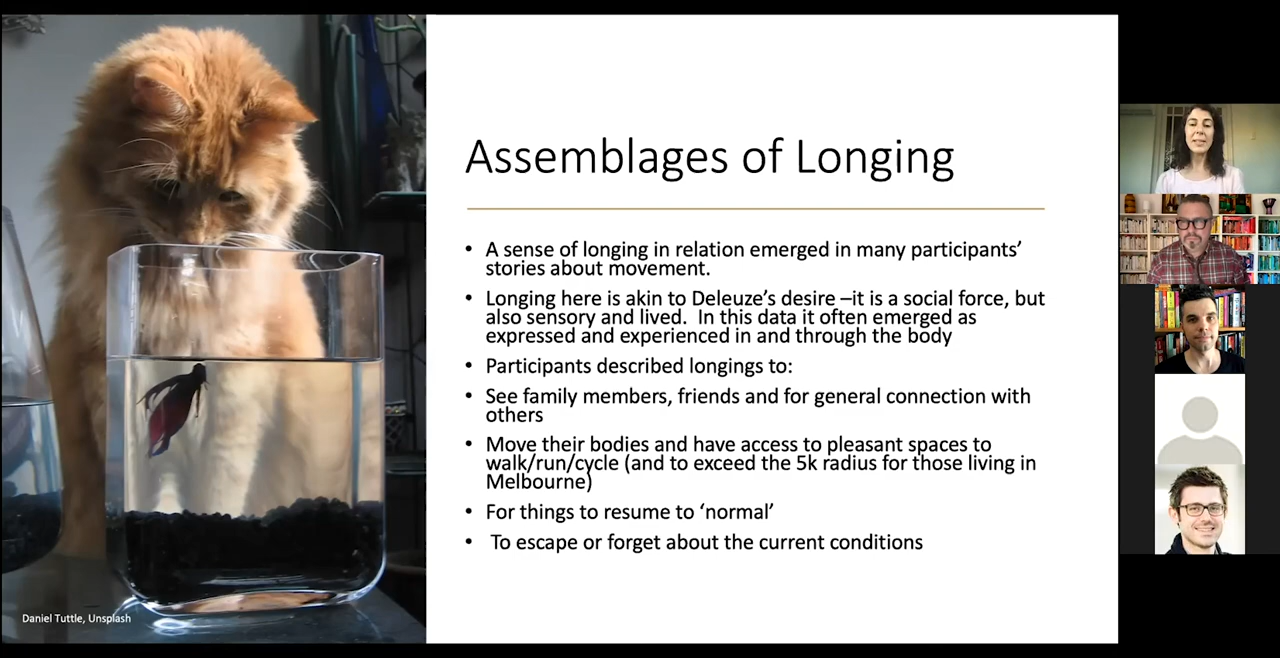 Assemblages of Longing
• A sense of longing in relation emerged in many participants’
stories about movement.
• Longing here is akin to Deleuze’s desire –it is a social force, but
also sensory and lived.  In this data it often emerged as
expressed and experienced in and through the body
• Participants described longings to:
• See family members, friends and for general connection with
others
• Move their bodies and have access to pleasant spaces to
walk/run/cycle (and to exceed the 5k radius for those living in
Melbourne)
• For things to resume to ‘normal’
•  To escape or forget about the current conditions
Daniel Tuttle, Unsplash